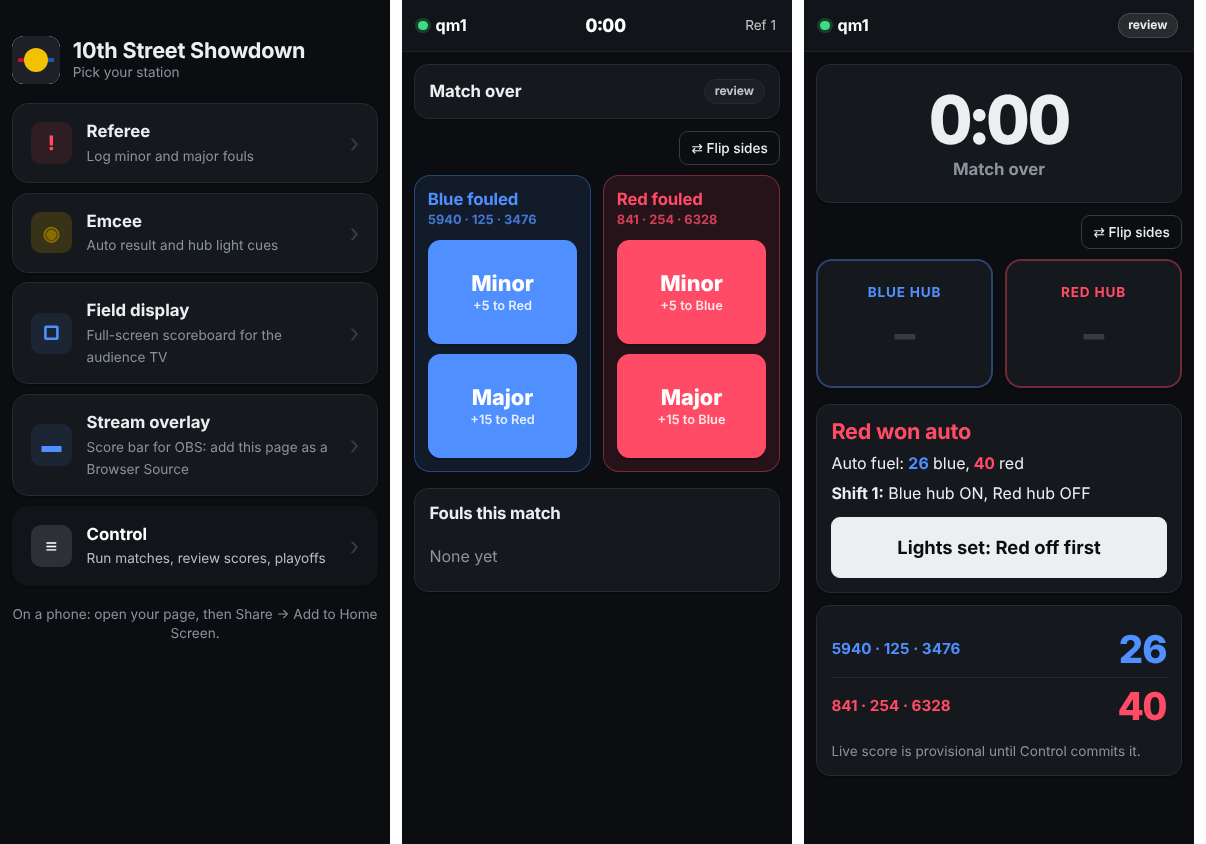 10th Street Showdown
Pick your station
!
Referee
Log minor and major fouls
Emcee
Auto result and hub light cues
Field display
Full-screen scoreboard for the
audience TV
Stream overlay
Score bar for OBS: add this page as a
Browser Source
Control
Run matches, review scores, playoffs
On a phone: open your page, then Share → Add to Home
Screen.
qm1
0:00
Ref 1
Match over
review
⇄ Flip sides
Blue fouled
5940 · 125 · 3476
Minor
+5 to Red
Major
+15 to Red
Red fouled
841 · 254 · 6328
Minor
+5 to Blue
Major
+15 to Blue
Fouls this match
None yet
qm1
review
0:00
Match over
⇄ Flip sides
BLUE HUB
–
RED HUB
–
Red won auto
Auto fuel: 26 blue, 40 red
Shift 1: Blue hub ON, Red hub OFF
Lights set: Red off first
5940 · 125 · 3476
26
841 · 254 · 6328
40
Live score is provisional until Control commits it.